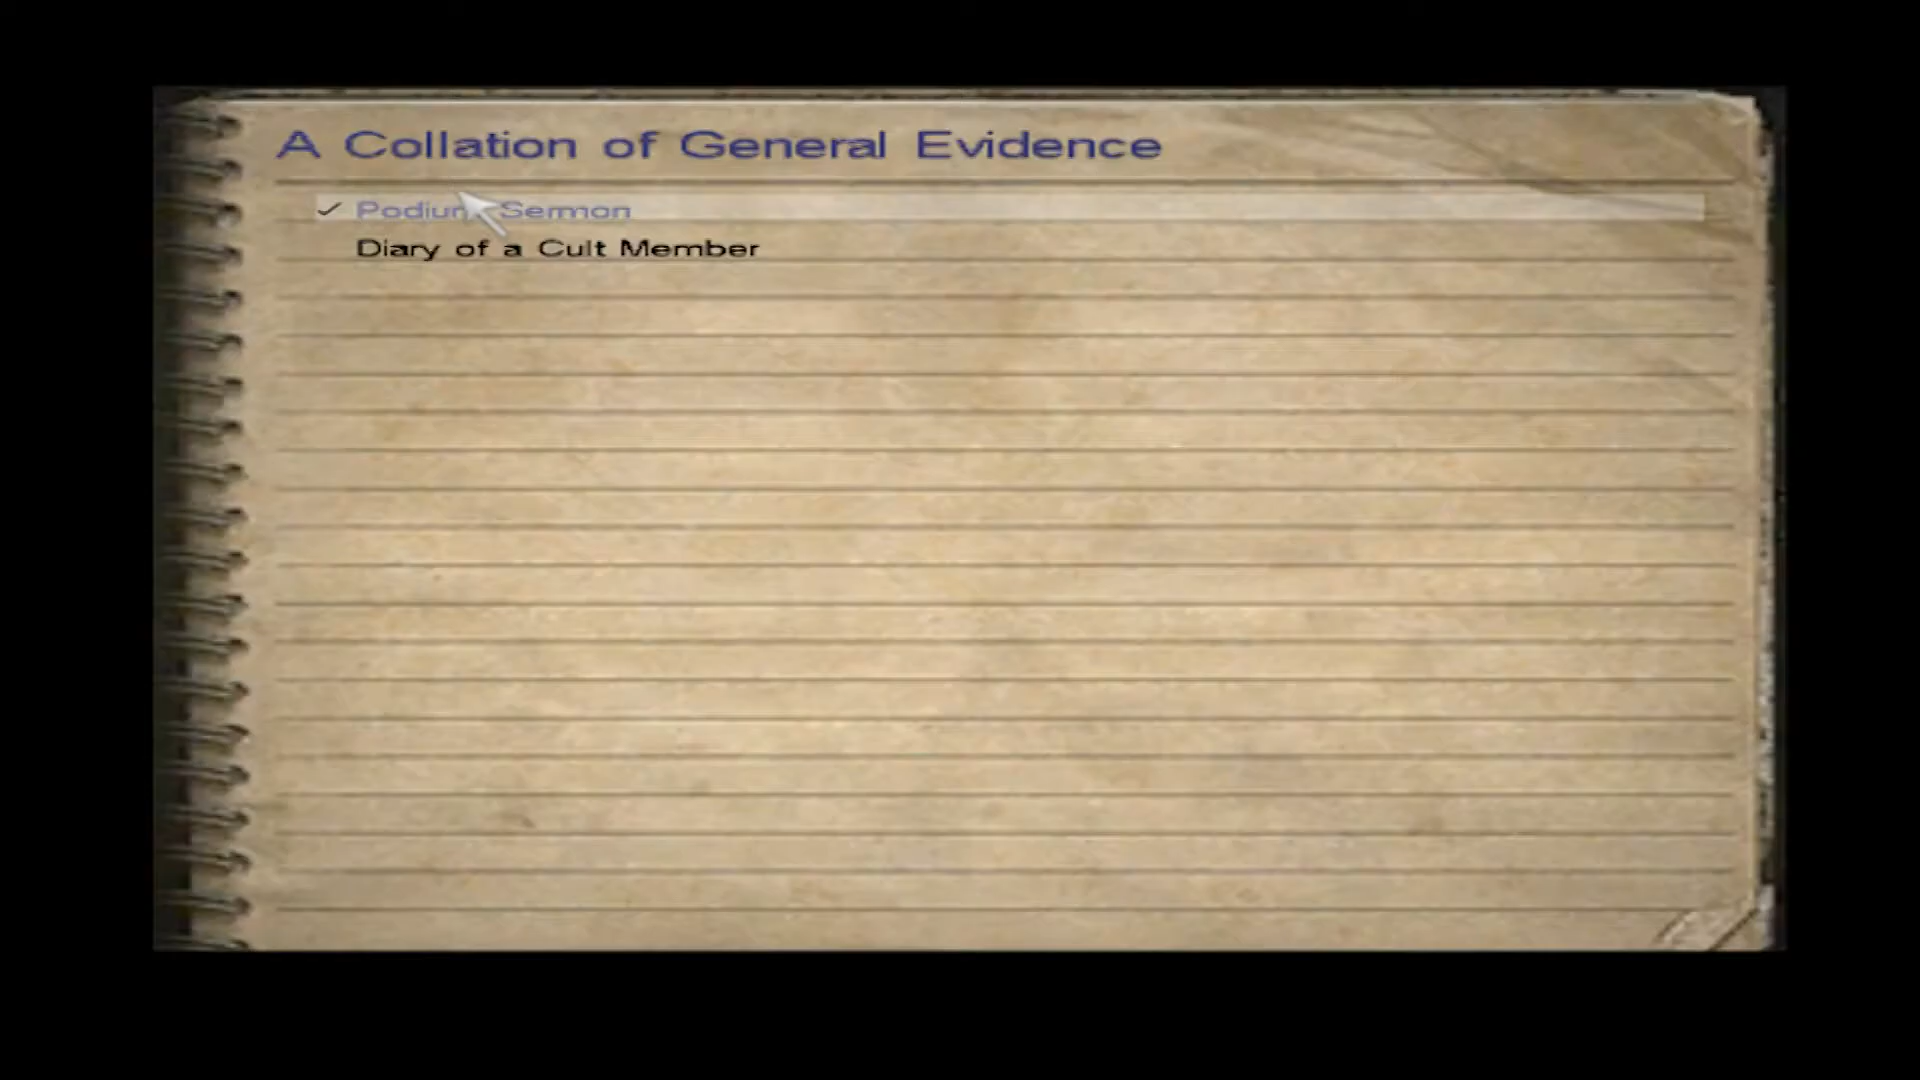 A Collation of General Evidence
Podium Sermon
Diary of a Cult Member